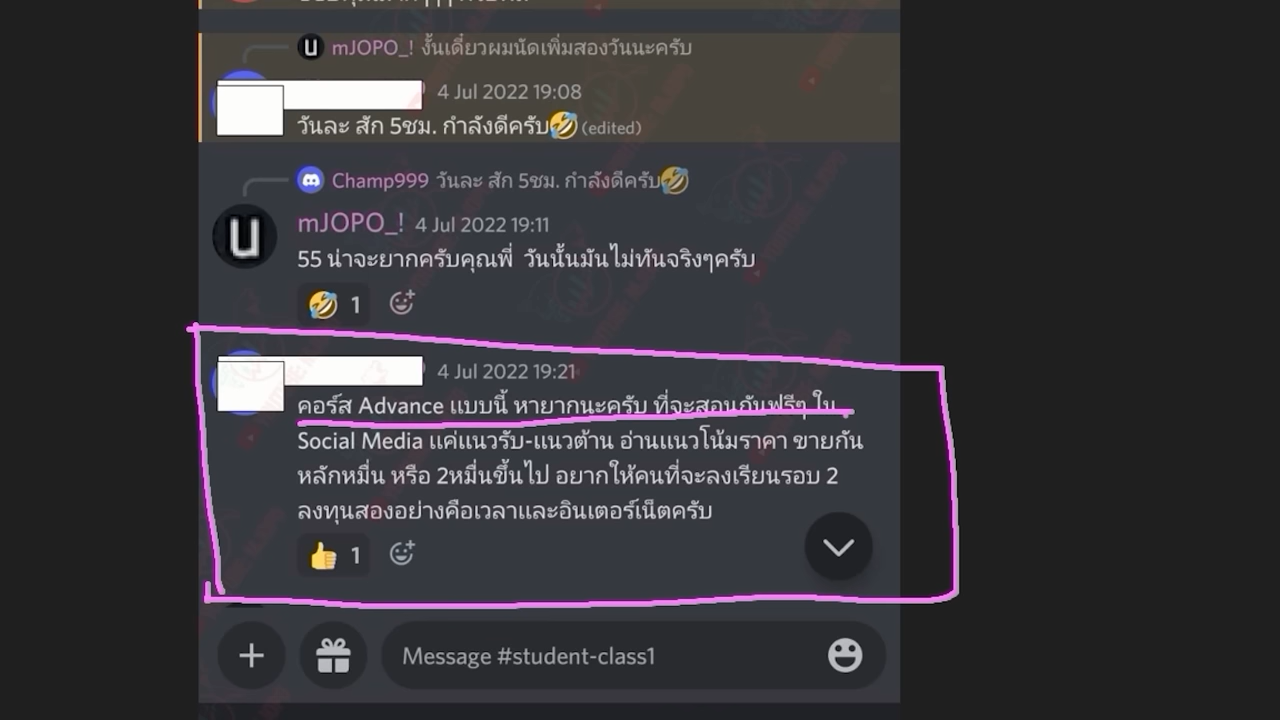 mJOPO_! งั้นเดี๋ยวผมนัดเพิ่มสองวันนะครับ
4 Jul 2022 19:08
วันละ สัก 5ชม. กำลังดีครับ🤣 (edited)
Champ999 วันละ สัก 5ชม. กำลังดีครับ🤣
mJOPO_! 4 Jul 2022 19:11
55 น่าจะยากครับคุณพี่ วันนั้นมันไม่ทันจริงๆครับ
🤣 1
4 Jul 2022 19:21
คอร์ส Advance แบบนี้ หายากนะครับ ที่จะสอนกันฟรีๆ ใน
Social Media แค่แนวรับ-แนวต้าน อ่านแนวโน้มราคา ขายกัน
หลักหมื่น หรือ 2หมื่นขึ้นไป อยากให้คนที่จะลงเรียนรอบ 2
ลงทุนสองอย่างคือเวลาและอินเตอร์เน็ตครับ
👍 1
Message #student-class1